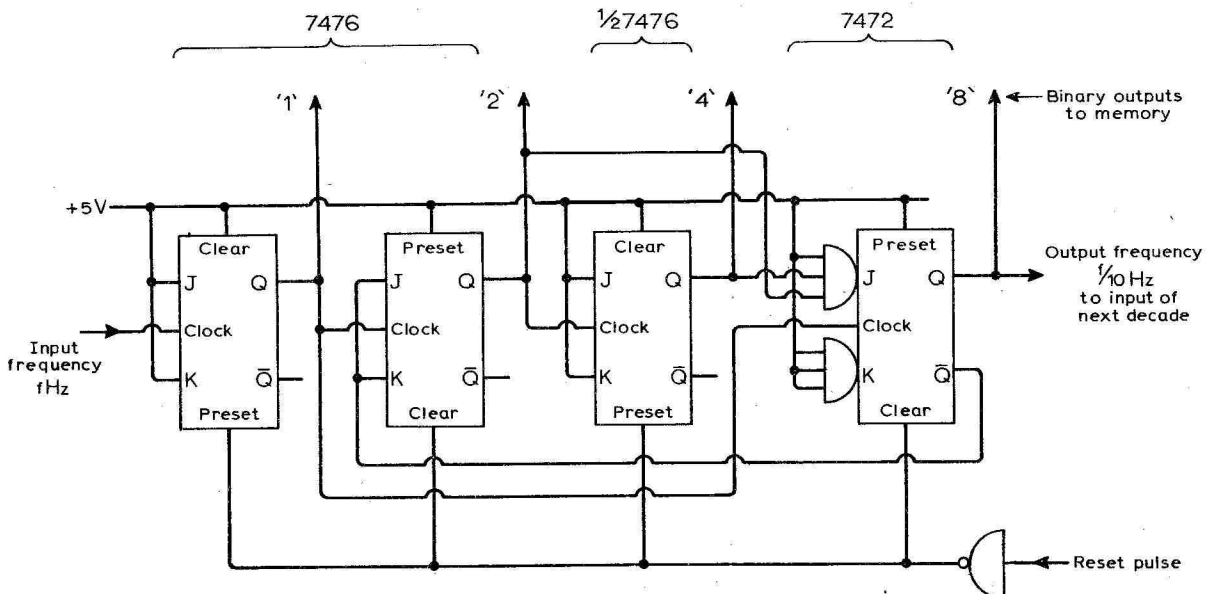 7476
½7476
7472
'1'
'2'
'4'
'8'
Binary outputs
to memory
+5V
Clear
J
Q
Clock
K
Q̅
Preset
Preset
J
Q
Clock
K
Q̅
Clear
Clear
J
Q
Clock
K
Q̅
Preset
Preset
J
Q
Clock
K
Q̅
Clear
Input
frequency
fHz
Output frequency
f/10 Hz
to input of
next decade
Reset pulse